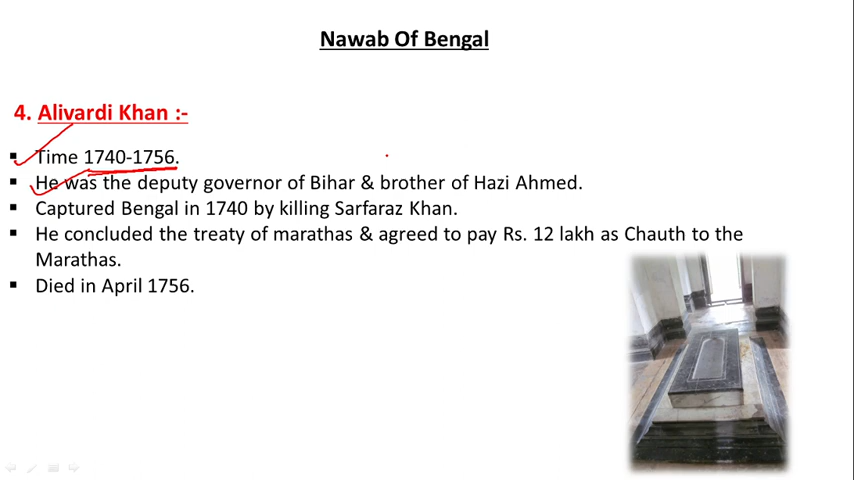 Nawab Of Bengal
4. Alivardi Khan :-
▪ Time 1740-1756.
▪ He was the deputy governor of Bihar & brother of Hazi Ahmed.
▪ Captured Bengal in 1740 by killing Sarfaraz Khan.
▪ He concluded the treaty of marathas & agreed to pay Rs. 12 lakh as Chauth to the
Marathas.
▪ Died in April 1756.